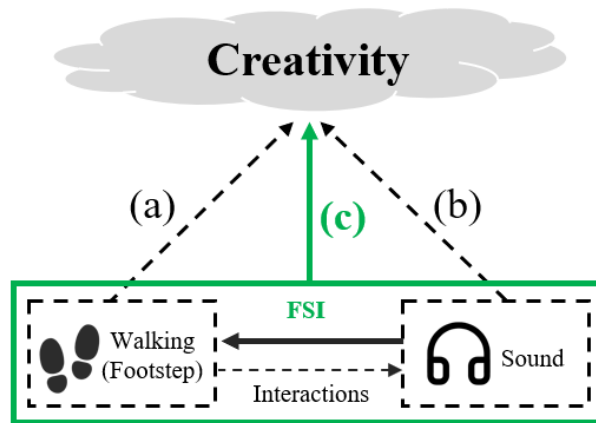 Creativity
(a)
(c)
(b)
FSI
Walking
(Footstep)
Sound
Interactions